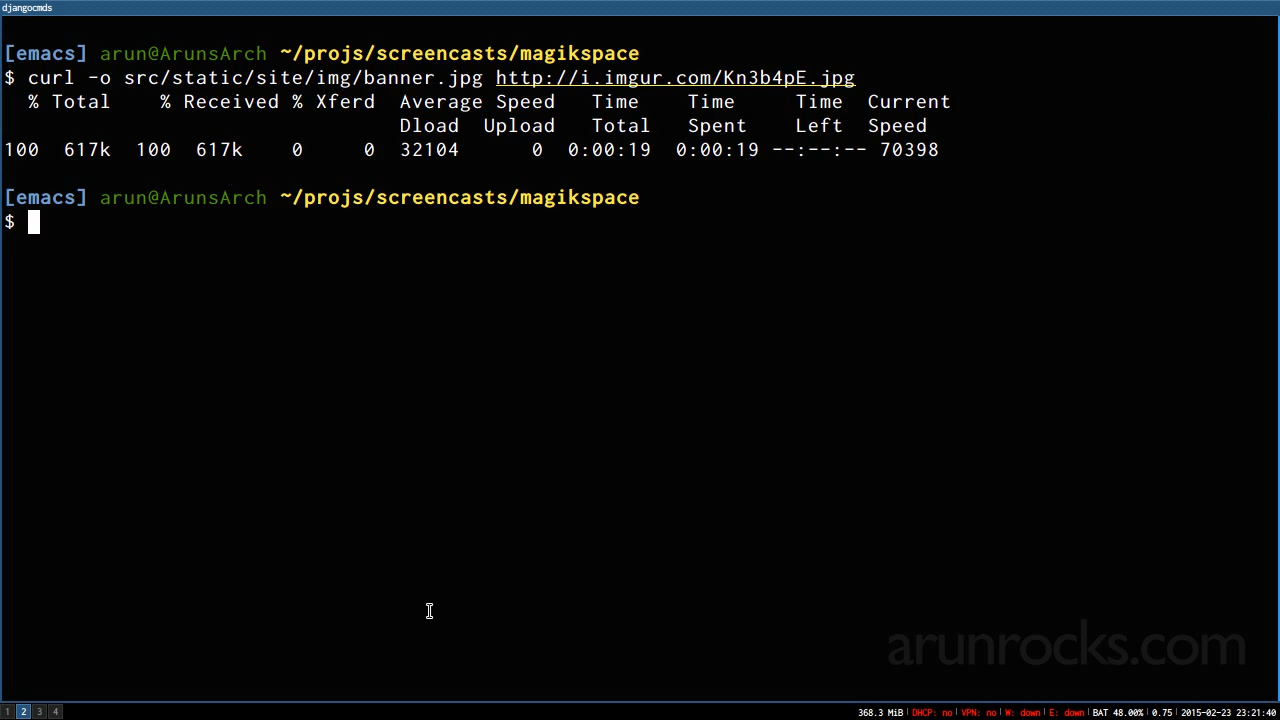 djangocmds
[emacs] arun@ArunsArch ~/projs/screencasts/magikspace
$ curl -o src/static/site/img/banner.jpg http://i.imgur.com/Kn3b4pE.jpg
% Total % Received % Xferd Average Speed Time Time Time Current
Dload Upload Total Spent Left Speed
100 617k 100 617k 0 0 32104 0 0:00:19 0:00:19 --:--:-- 70398
[emacs] arun@ArunsArch ~/projs/screencasts/magikspace
$
arunrocks.com
1 2 3 4 368.3 MiB | DHCP: no | VPN: no | W: down | E: down | BAT 48.00% | 0.75 | 2015-02-23 23:21:40